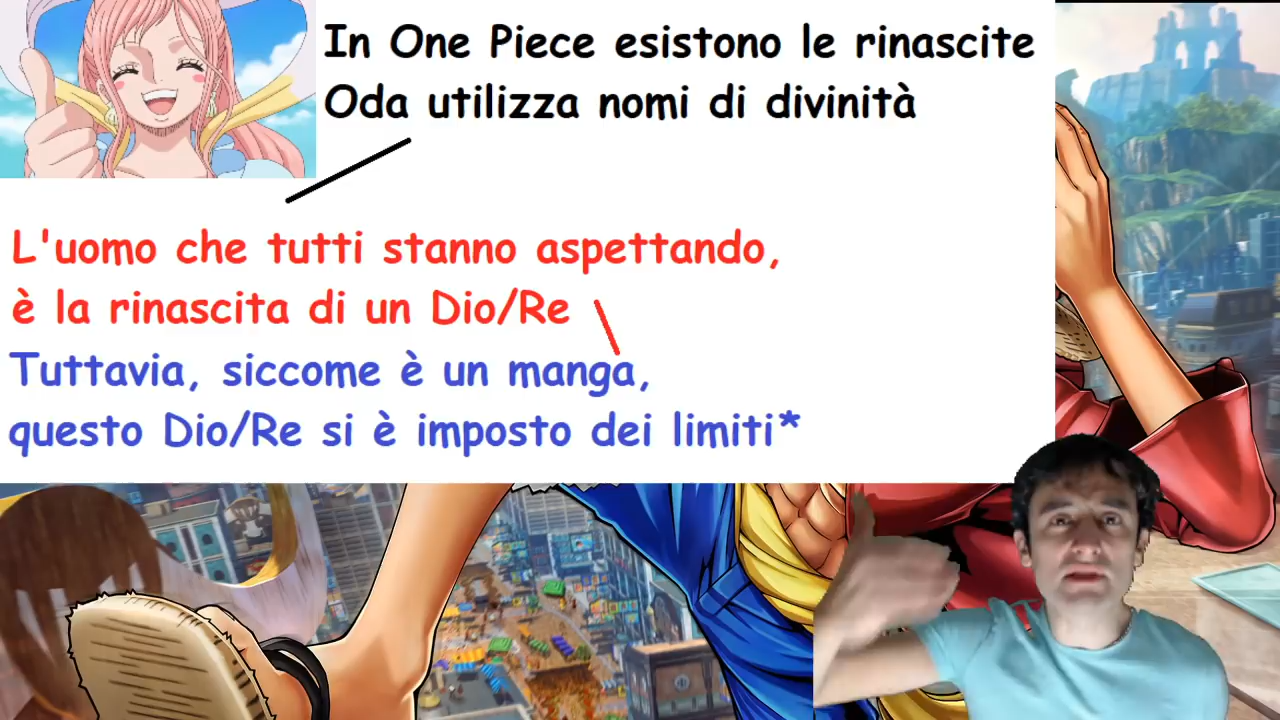 In One Piece esistono le rinascite
Oda utilizza nomi di divinità
L'uomo che tutti stanno aspettando,
è la rinascita di un Dio/Re
Tuttavia, siccome è un manga,
questo Dio/Re si è imposto dei limiti*